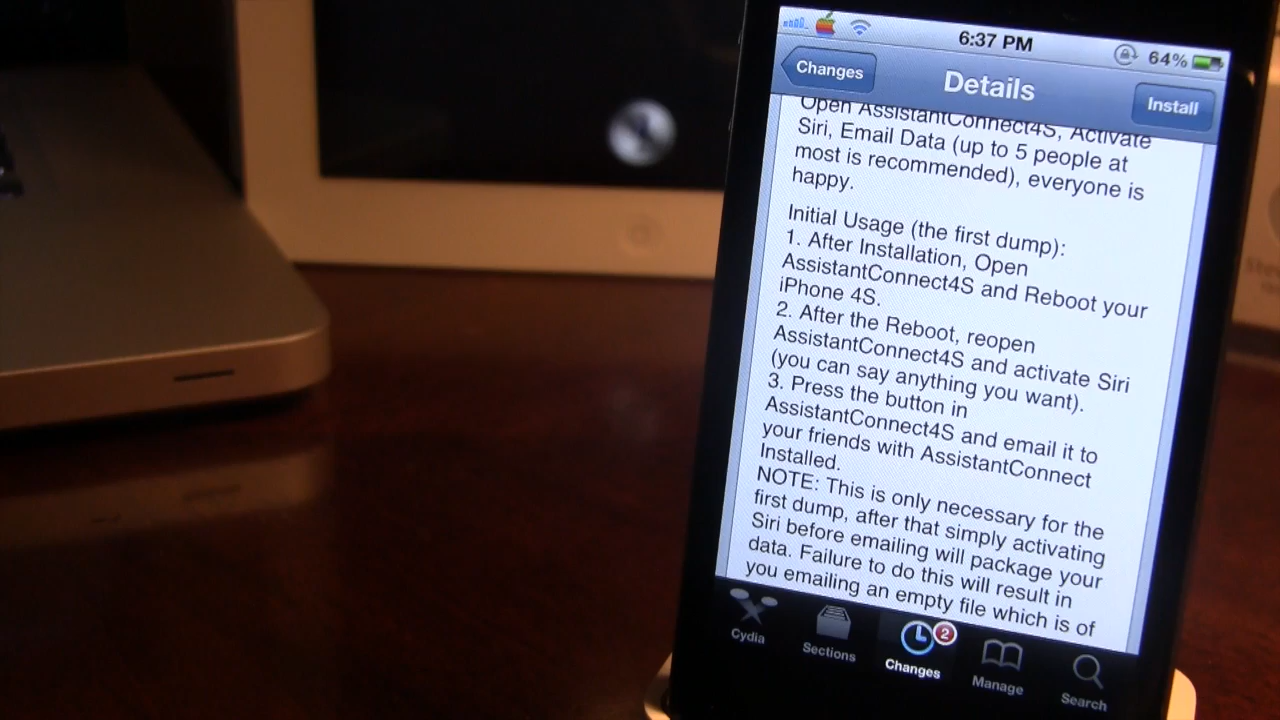 6:37 PM
64%
Changes
Details
Install
Open AssistantConnect4S, Activate
Siri, Email Data (up to 5 people at
most is recommended), everyone is
happy.
Initial Usage (the first dump):
1. After Installation, Open
AssistantConnect4S and Reboot your
iPhone 4S.
2. After the Reboot, reopen
AssistantConnect4S and activate Siri
(you can say anything you want).
3. Press the button in
AssistantConnect4S and email it to
your friends with AssistantConnect
Installed.
NOTE: This is only necessary for the
first dump, after that simply activating
Siri before emailing will package your
data. Failure to do this will result in
you emailing an empty file which is of
2
Cydia
Sections
Changes
Manage
Search